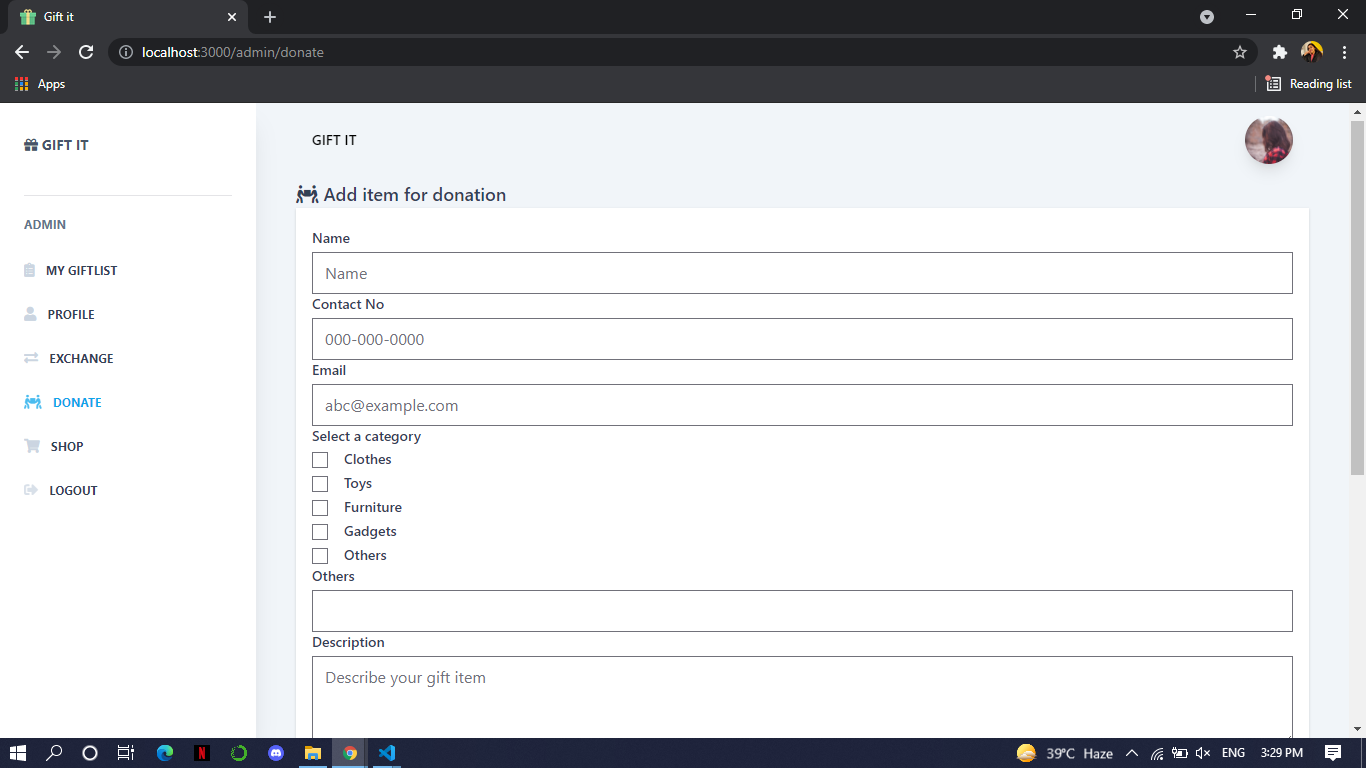 Gift it
localhost:3000/admin/donate
Apps
Reading list
GIFT IT
ADMIN
MY GIFTLIST
PROFILE
EXCHANGE
DONATE
SHOP
LOGOUT
GIFT IT
Add item for donation
Name
Name
Contact No
000-000-0000
Email
abc@example.com
Select a category
Clothes
Toys
Furniture
Gadgets
Others
Others
Description
Describe your gift item
N
39°C Haze
ENG
3:29 PM